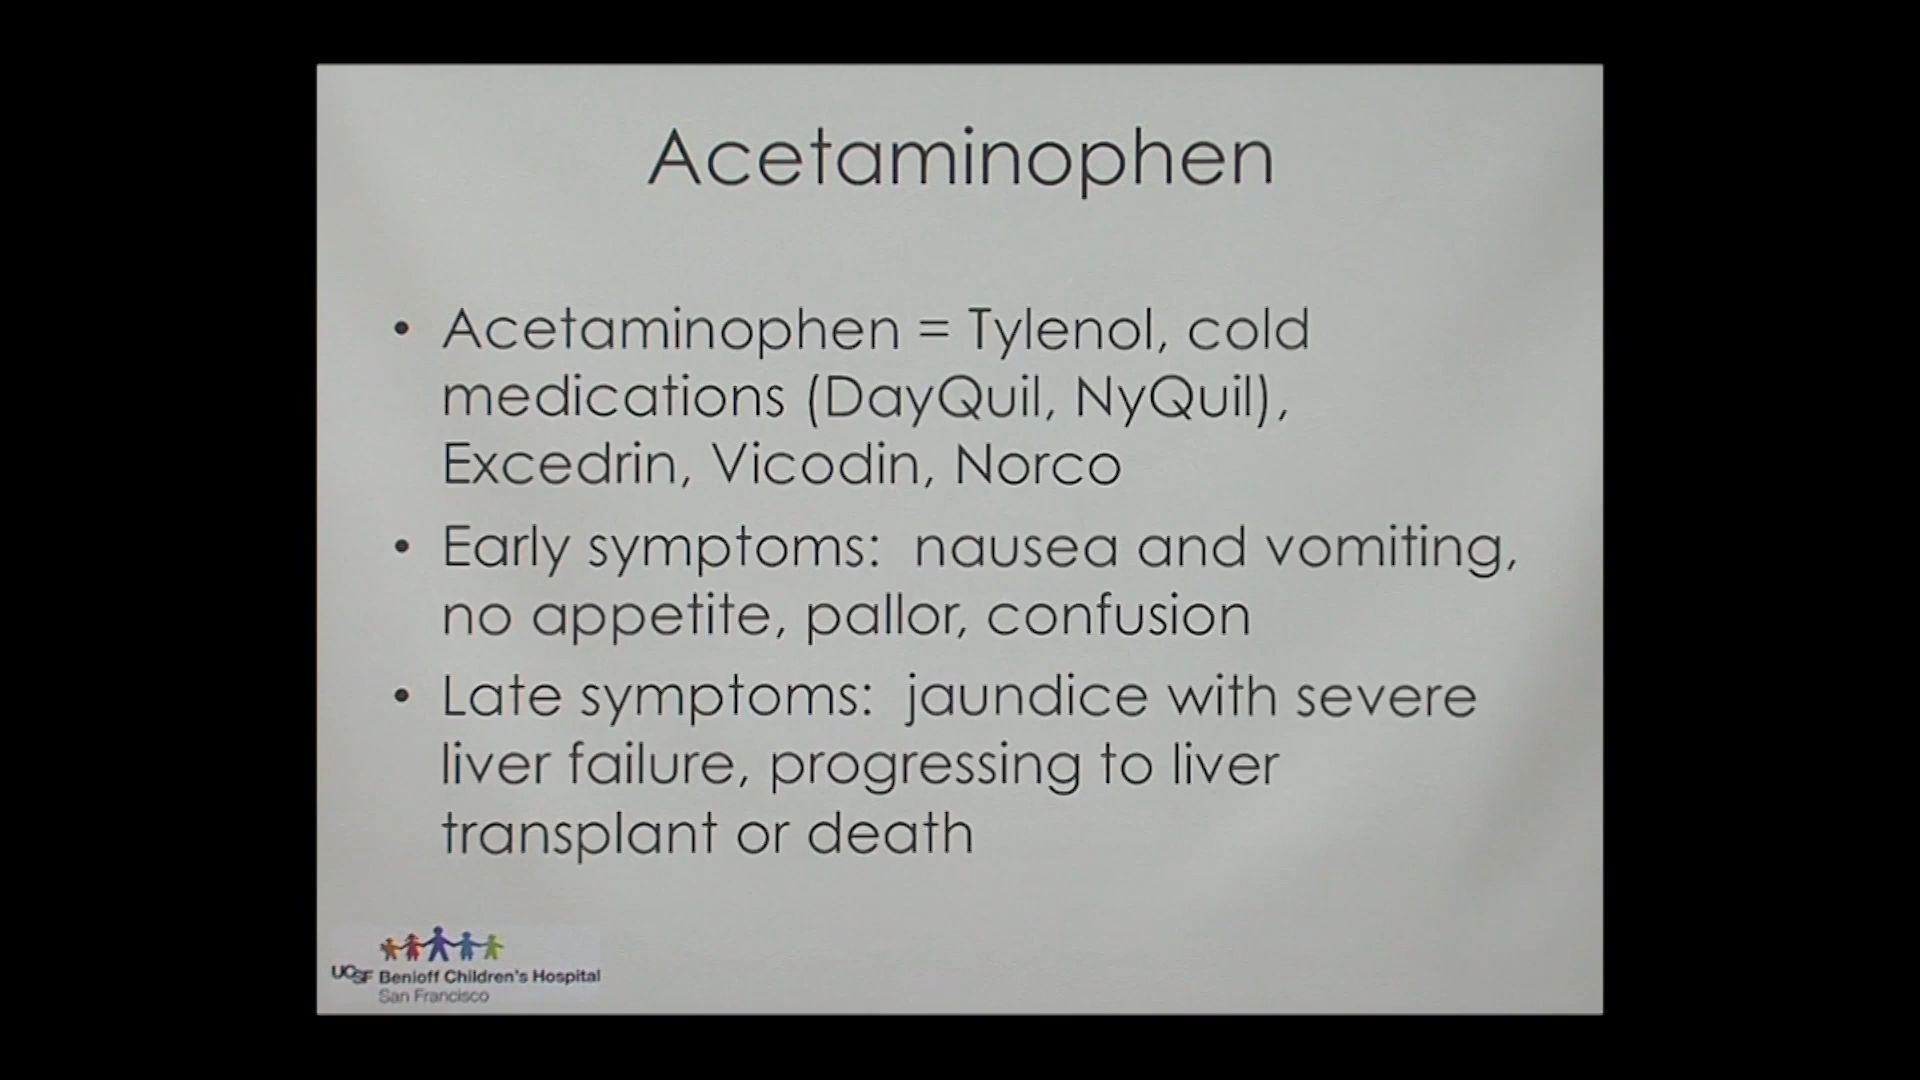 Acetaminophen
• Acetaminophen = Tylenol, cold
medications (DayQuil, NyQuil),
Excedrin, Vicodin, Norco
• Early symptoms:  nausea and vomiting,
no appetite, pallor, confusion
• Late symptoms:  jaundice with severe
liver failure, progressing to liver
transplant or death
UCSF Benioff Children's Hospital
San Francisco